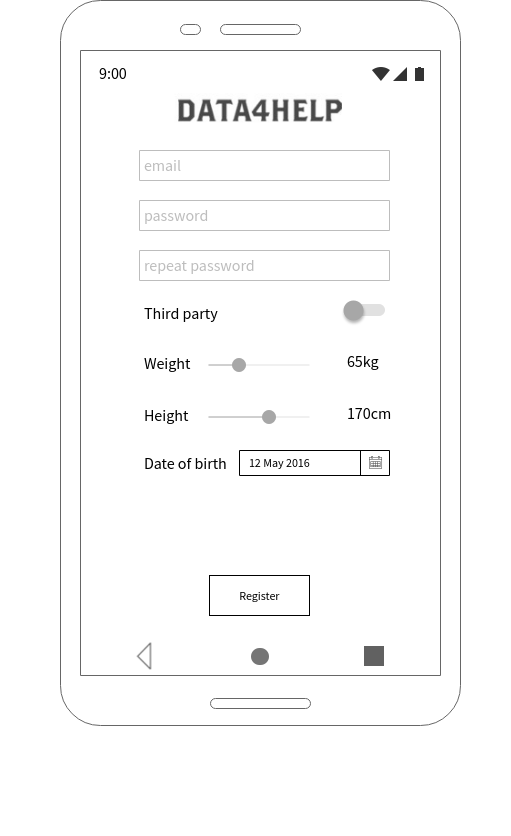 9:00
DATA4HELP
email
password
repeat password
Third party
Weight 65kg
Height 170cm
Date of birth 12 May 2016
Register